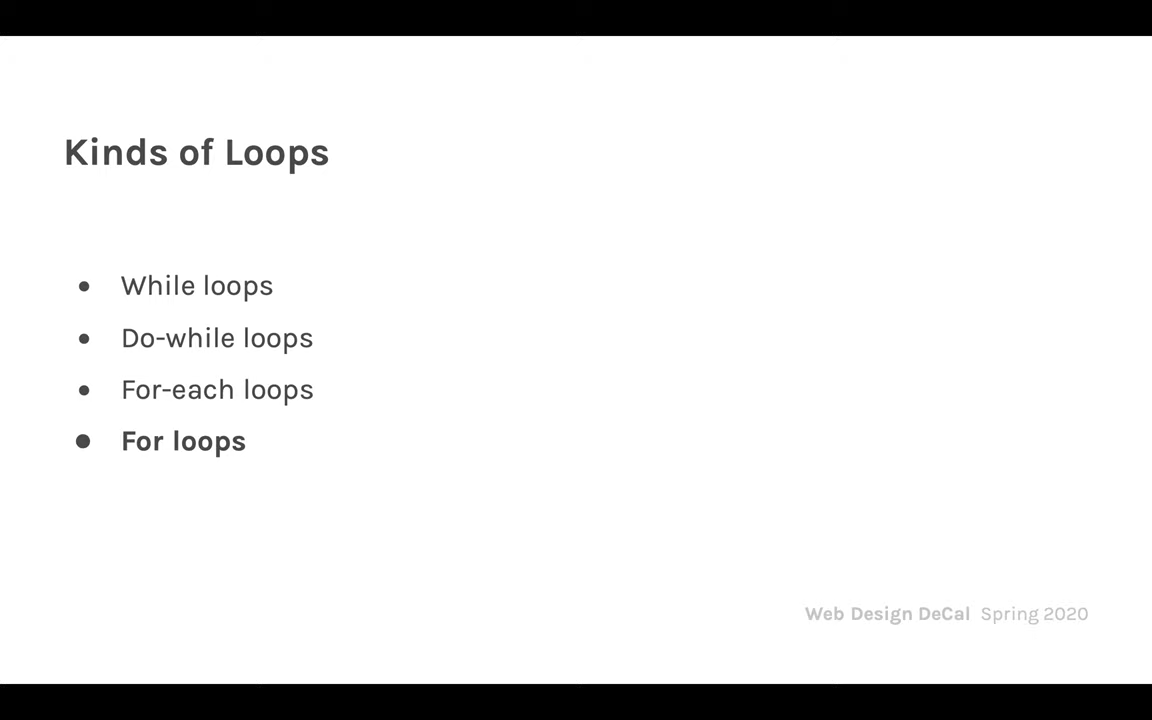 Kinds of Loops
● While loops
● Do-while loops
● For-each loops
● For loops
Web Design DeCal Spring 2020